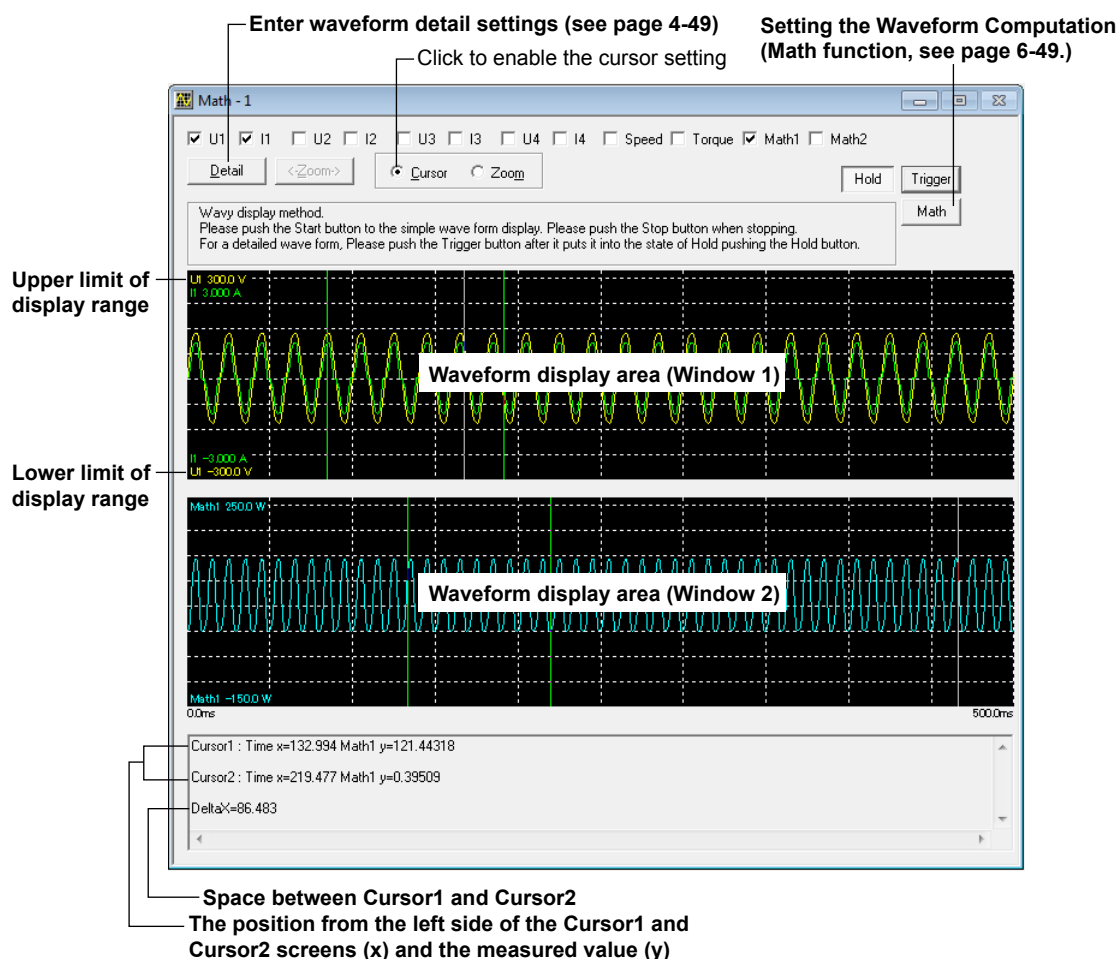 Enter waveform detail settings (see page 4-49)
Click to enable the cursor setting
Setting the Waveform Computation
(Math function, see page 6-49.)
Math - 1
U1 I1 U2 I2 U3 I3 U4 I4 Speed Torque Math1 Math2
Detail <-Zoom-> Cursor Zoom Hold Trigger
Math
Wavy display method.
Please push the Start button to the simple wave form display. Please push the Stop button when stopping.
For a detailed wave form, Please push the Trigger button after it puts it into the state of Hold pushing the Hold button.
Upper limit of
display range
U1 300.0 V
I1 3.000 A
Waveform display area (Window 1)
I1 -3.000 A
U1 -300.0 V
Lower limit of
display range
Math1 250.0 W
Waveform display area (Window 2)
Math1 -150.0 W
0.0ms 500.0ms
Cursor1 : Time x=132.994 Math1 y=121.44318
Cursor2 : Time x=219.477 Math1 y=0.39509
DeltaX=86.483
Space between Cursor1 and Cursor2
The position from the left side of the Cursor1 and
Cursor2 screens (x) and the measured value (y)